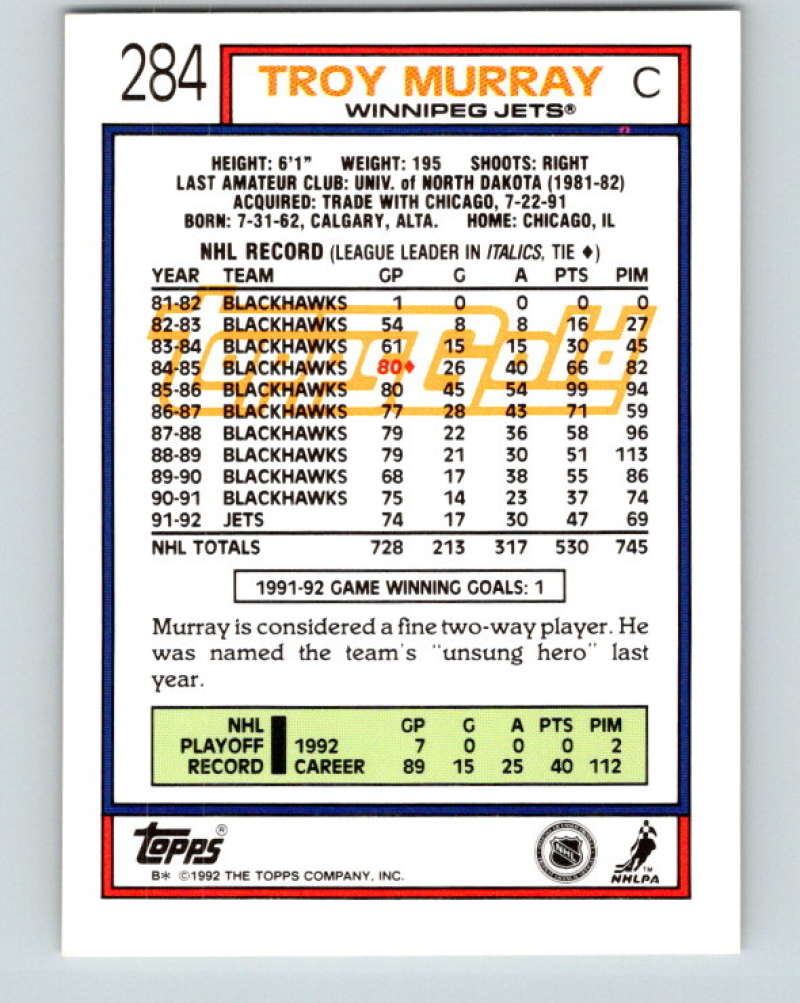 284 TROY MURRAY C
WINNIPEG JETS®
HEIGHT: 6'1" WEIGHT: 195 SHOOTS: RIGHT
LAST AMATEUR CLUB: UNIV. of NORTH DAKOTA (1981-82)
ACQUIRED: TRADE WITH CHICAGO, 7-22-91
BORN: 7-31-62, CALGARY, ALTA. HOME: CHICAGO, IL
NHL RECORD (LEAGUE LEADER IN ITALICS, TIE ♦)
YEAR TEAM GP G A PTS PIM
81-82 BLACKHAWKS 1 0 0 0 0
82-83 BLACKHAWKS 54 8 8 16 27
83-84 BLACKHAWKS 61 15 15 30 45
84-85 BLACKHAWKS 80♦ 26 40 66 82
85-86 BLACKHAWKS 80 45 54 99 94
86-87 BLACKHAWKS 77 28 43 71 59
87-88 BLACKHAWKS 79 22 36 58 96
88-89 BLACKHAWKS 79 21 30 51 113
89-90 BLACKHAWKS 68 17 38 55 86
90-91 BLACKHAWKS 75 14 23 37 74
91-92 JETS 74 17 30 47 69
NHL TOTALS 728 213 317 530 745
Topps Gold
1991-92 GAME WINNING GOALS: 1
Murray is considered a fine two-way player. He
was named the team's "unsung hero" last
year.
NHL GP G A PTS PIM
PLAYOFF 1992 7 0 0 0 2
RECORD CAREER 89 15 25 40 112
TOPPS®
B* ©1992 THE TOPPS COMPANY, INC.
NHL
TM
NHLPA